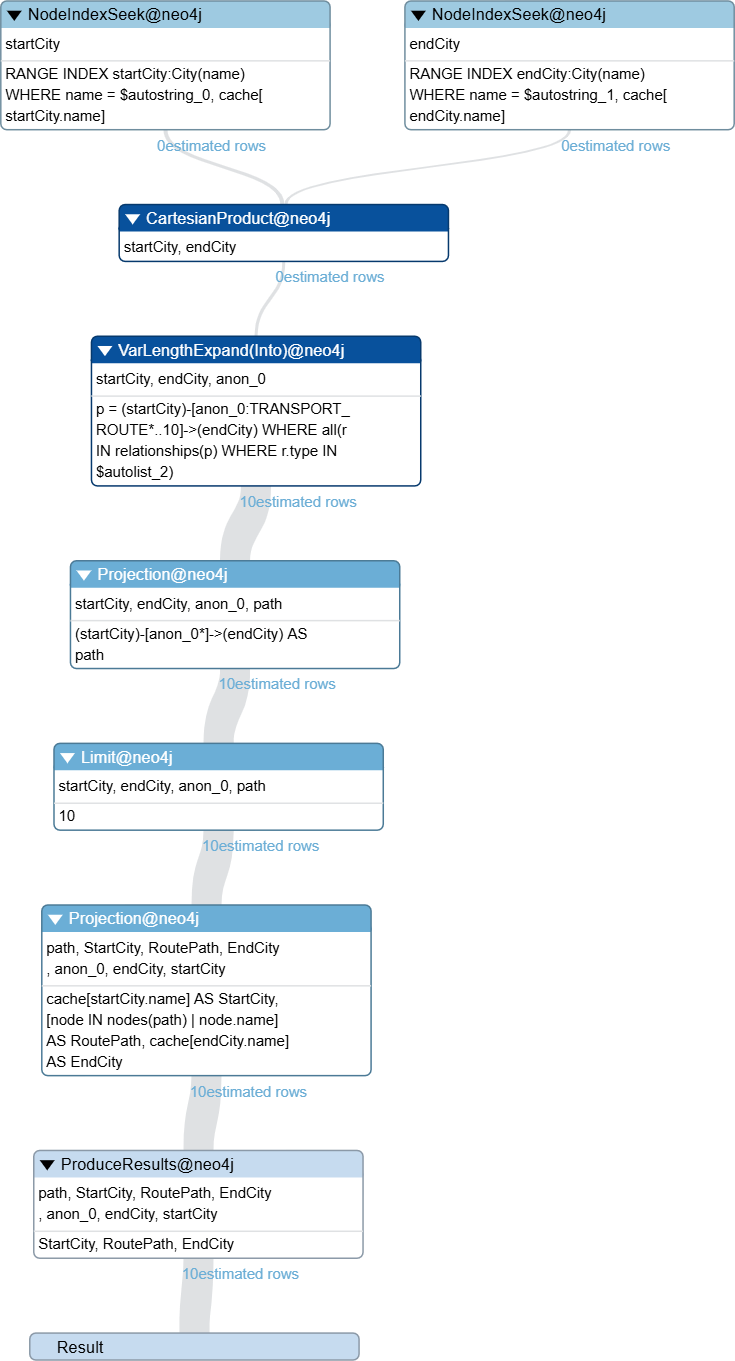 NodeIndexSeek@neo4j
startCity
RANGE INDEX startCity:City(name)
WHERE name = $autostring_0, cache[
startCity.name]
0estimated rows
NodeIndexSeek@neo4j
endCity
RANGE INDEX endCity:City(name)
WHERE name = $autostring_1, cache[
endCity.name]
0estimated rows
CartesianProduct@neo4j
startCity, endCity
0estimated rows
VarLengthExpand(Into)@neo4j
startCity, endCity, anon_0
p = (startCity)-[anon_0:TRANSPORT_
ROUTE*..10]->(endCity) WHERE all(r
IN relationships(p) WHERE r.type IN
$autolist_2)
10estimated rows
Projection@neo4j
startCity, endCity, anon_0, path
(startCity)-[anon_0*]->(endCity) AS
path
10estimated rows
Limit@neo4j
startCity, endCity, anon_0, path
10
10estimated rows
Projection@neo4j
path, StartCity, RoutePath, EndCity
, anon_0, endCity, startCity
cache[startCity.name] AS StartCity,
[node IN nodes(path) | node.name]
AS RoutePath, cache[endCity.name]
AS EndCity
10estimated rows
ProduceResults@neo4j
path, StartCity, RoutePath, EndCity
, anon_0, endCity, startCity
StartCity, RoutePath, EndCity
10estimated rows
Result